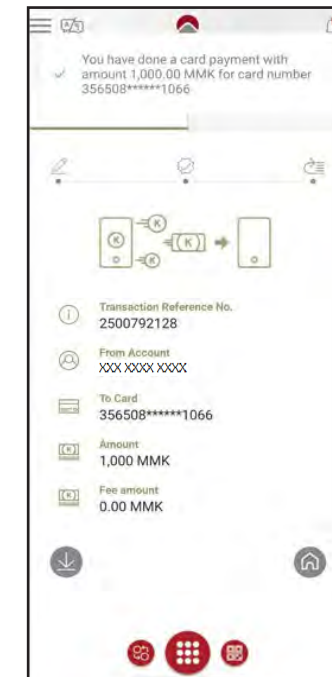 You have done a card payment with
amount 1,000.00 MMK for card number
356508******1066
K
K
(K)
K
Transaction Reference No.
2500792128
From Account
XXX XXXX XXXX
To Card
356508******1066
Amount
1,000 MMK
Fee amount
0.00 MMK